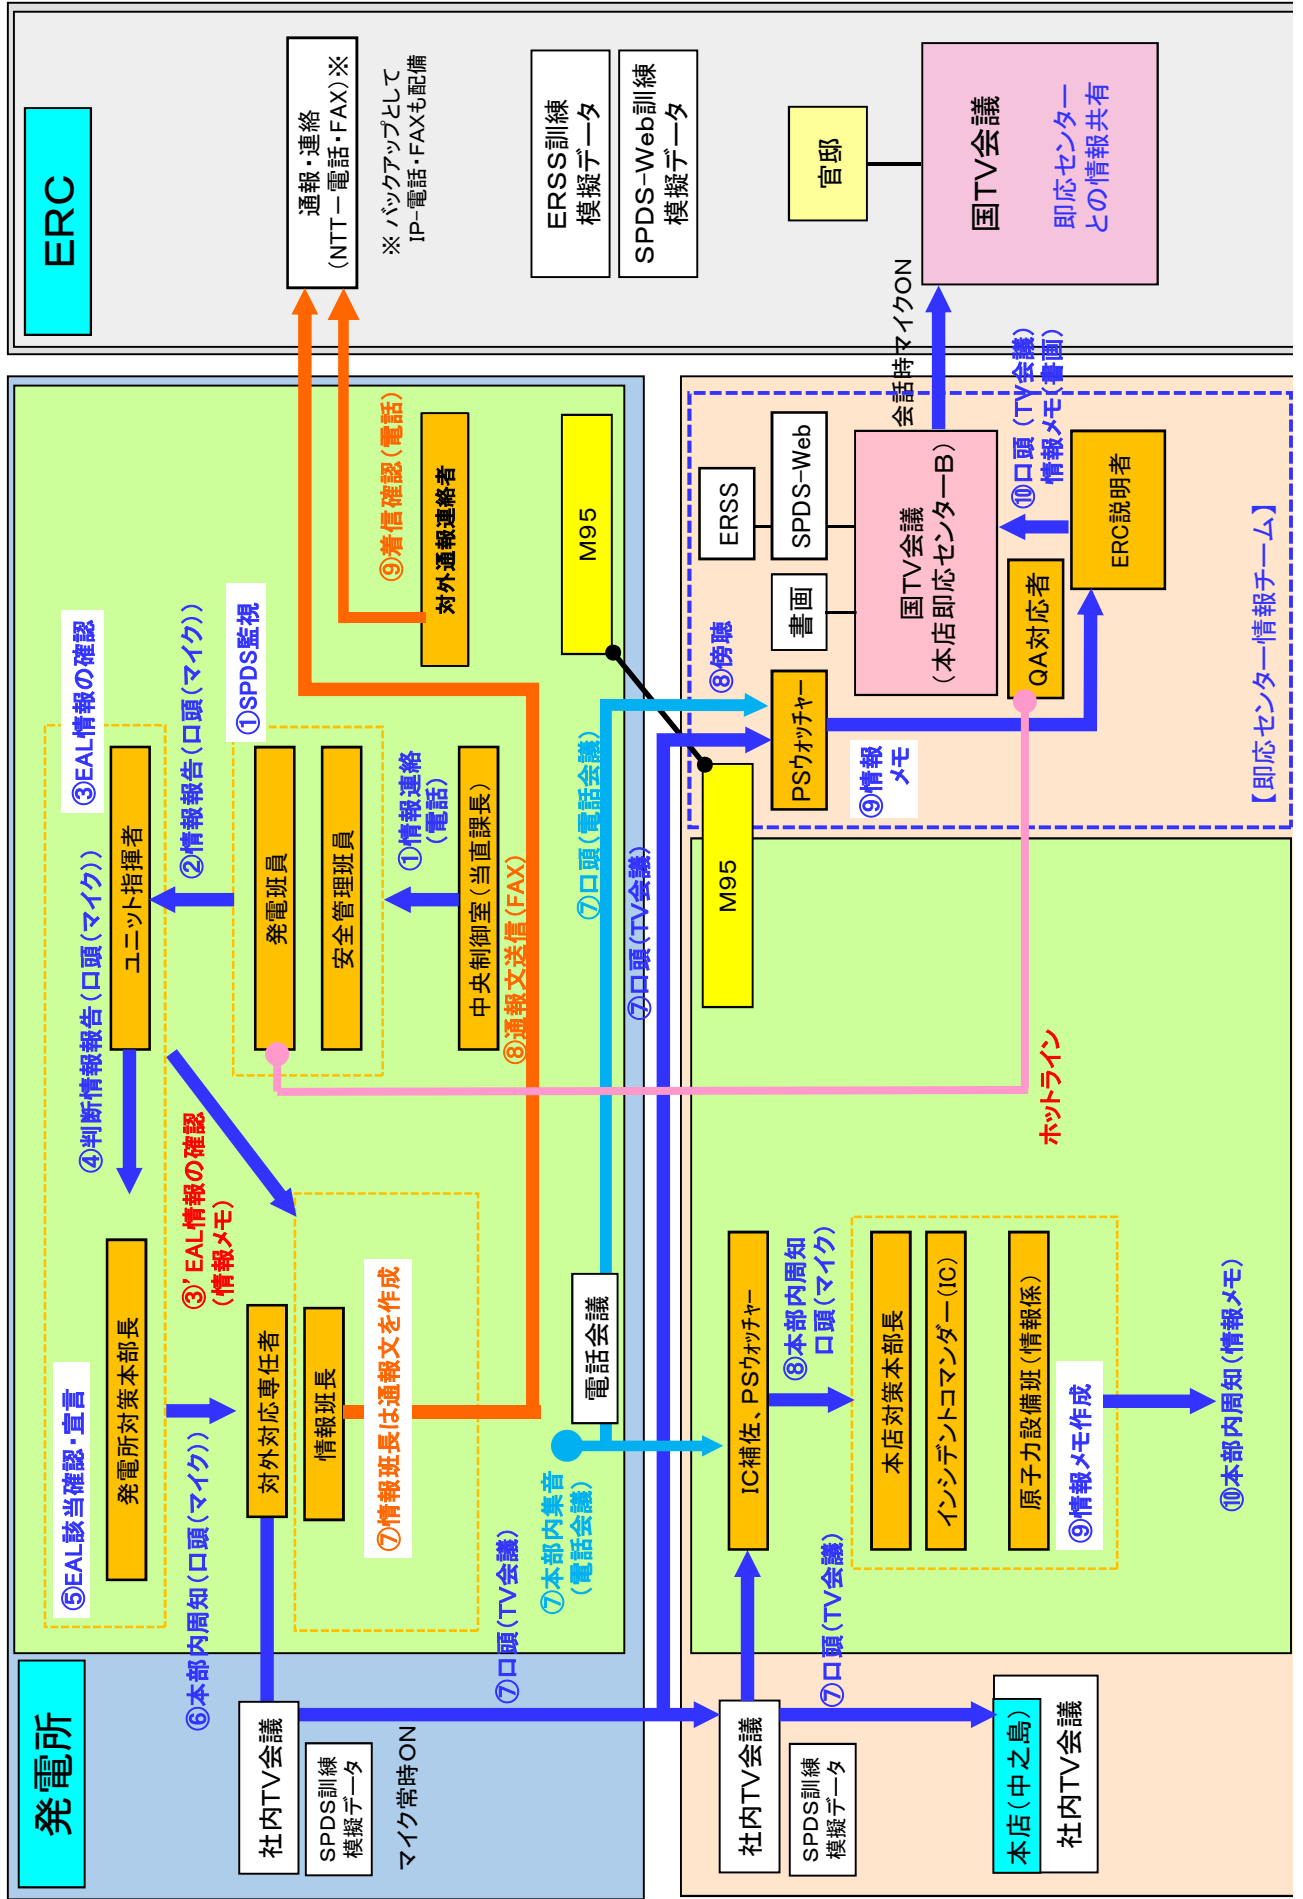 発電所
社内TV会議
SPDS訓練
模擬データ
マイク常時ON
⑤EAL該当確認・宣言
発電所対策本部長
⑥本部内周知(口頭(マイク))
対外対応専任者
情報班長
⑦情報班長は通報文を作成
③’EAL情報の確認
(情報メモ)
④判断情報報告(口頭(マイク))
③EAL情報の確認
ユニット指揮者
②情報報告(口頭(マイク))
①SPDS監視
発電班員
安全管理班員
①情報連絡
(電話)
中央制御室(当直課長)
⑧通報文送信(FAX)
⑨着信確認(電話)
対外通報連絡者
M95
⑦口頭(TV会議)
⑦本部内集音
(電話会議)
電話会議
⑦口頭(電話会議)
⑦口頭(TV会議)
ERC
通報・連絡
(NTT-電話・FAX)※
※ バックアップとして
IP-電話・FAXも配備
ERSS訓練
模擬データ
SPDS-Web訓練
模擬データ
官邸
国TV会議
即応センター
との情報共有
会話時マイクON
社内TV会議
SPDS訓練
模擬データ
⑦口頭(TV会議)
本店(中之島)
社内TV会議
IC補佐、PSウォッチャー
⑧本部内周知
口頭(マイク)
本店対策本部長
インシデントコマンダー(IC)
原子力設備班(情報係)
⑨情報メモ作成
⑩本部内周知(情報メモ)
ホットライン
M95
⑧傍聴
PSウォッチャー
⑨情報
メモ
書画
ERSS
SPDS-Web
国TV会議
(本店即応センターB)
QA対応者
⑩口頭(TV会議)
情報メモ(書画)
ERC説明者
【即応センター情報チーム】